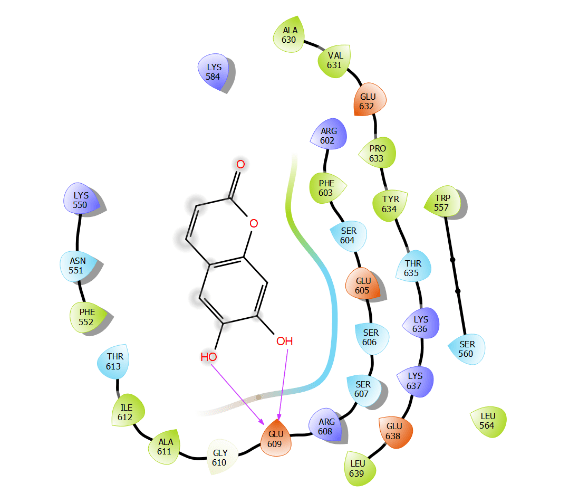 ALA
630
VAL
631
LYS
584
GLU
632
ARG
602
PRO
633
O
PHE
603
TYR
634
TRP
557
LYS
550
O
SER
604
ASN
551
THR
635
GLU
605
PHE
552
LYS
636
SER
606
SER
560
OH
HO
THR
613
LYS
637
SER
607
ILE
612
LEU
564
ARG
608
GLU
638
GLU
609
ALA
611
GLY
610
LEU
639